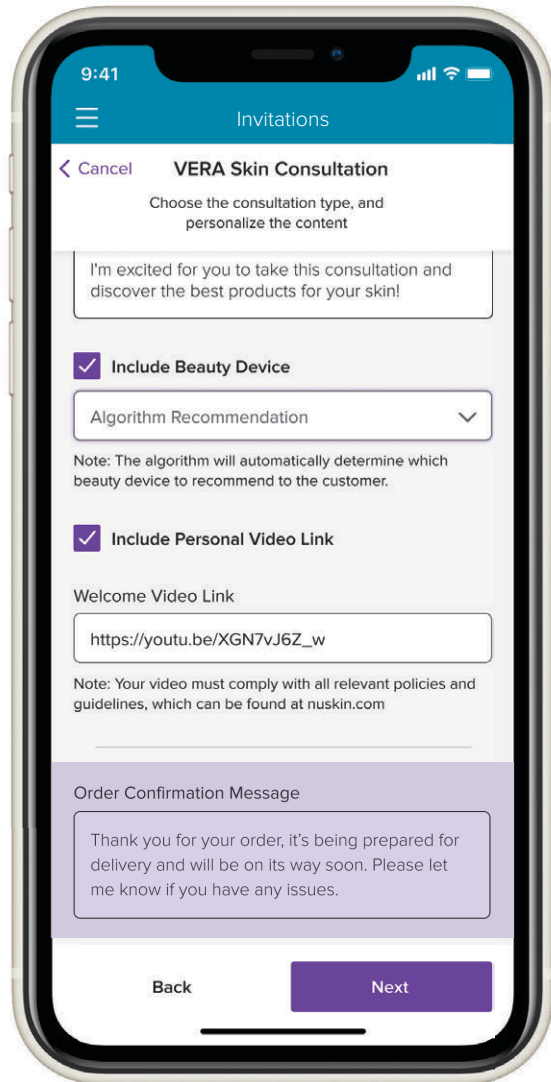 9:41
Invitations
Cancel
VERA Skin Consultation
Choose the consultation type, and
personalize the content
I'm excited for you to take this consultation and
discover the best products for your skin!
Include Beauty Device
Algorithm Recommendation
Note: The algorithm will automatically determine which
beauty device to recommend to the customer.
Include Personal Video Link
Welcome Video Link
https://youtu.be/XGN7vJ6Z_w
Note: Your video must comply with all relevant policies and
guidelines, which can be found at nuskin.com
Order Confirmation Message
Thank you for your order, it’s being prepared for
delivery and will be on its way soon. Please let
me know if you have any issues.
Back
Next